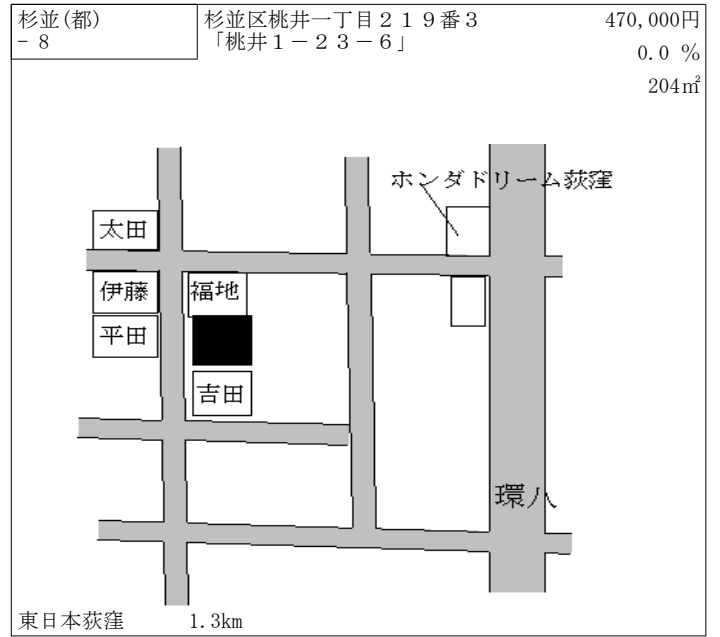 杉並(都)
- 8
杉並区桃井一丁目219番3
「桃井1-23-6」
470,000円
0.0 %
204㎡
ホンダドリーム荻窪
太田
伊藤
福地
平田
吉田
環八
東日本荻窪 1.3km